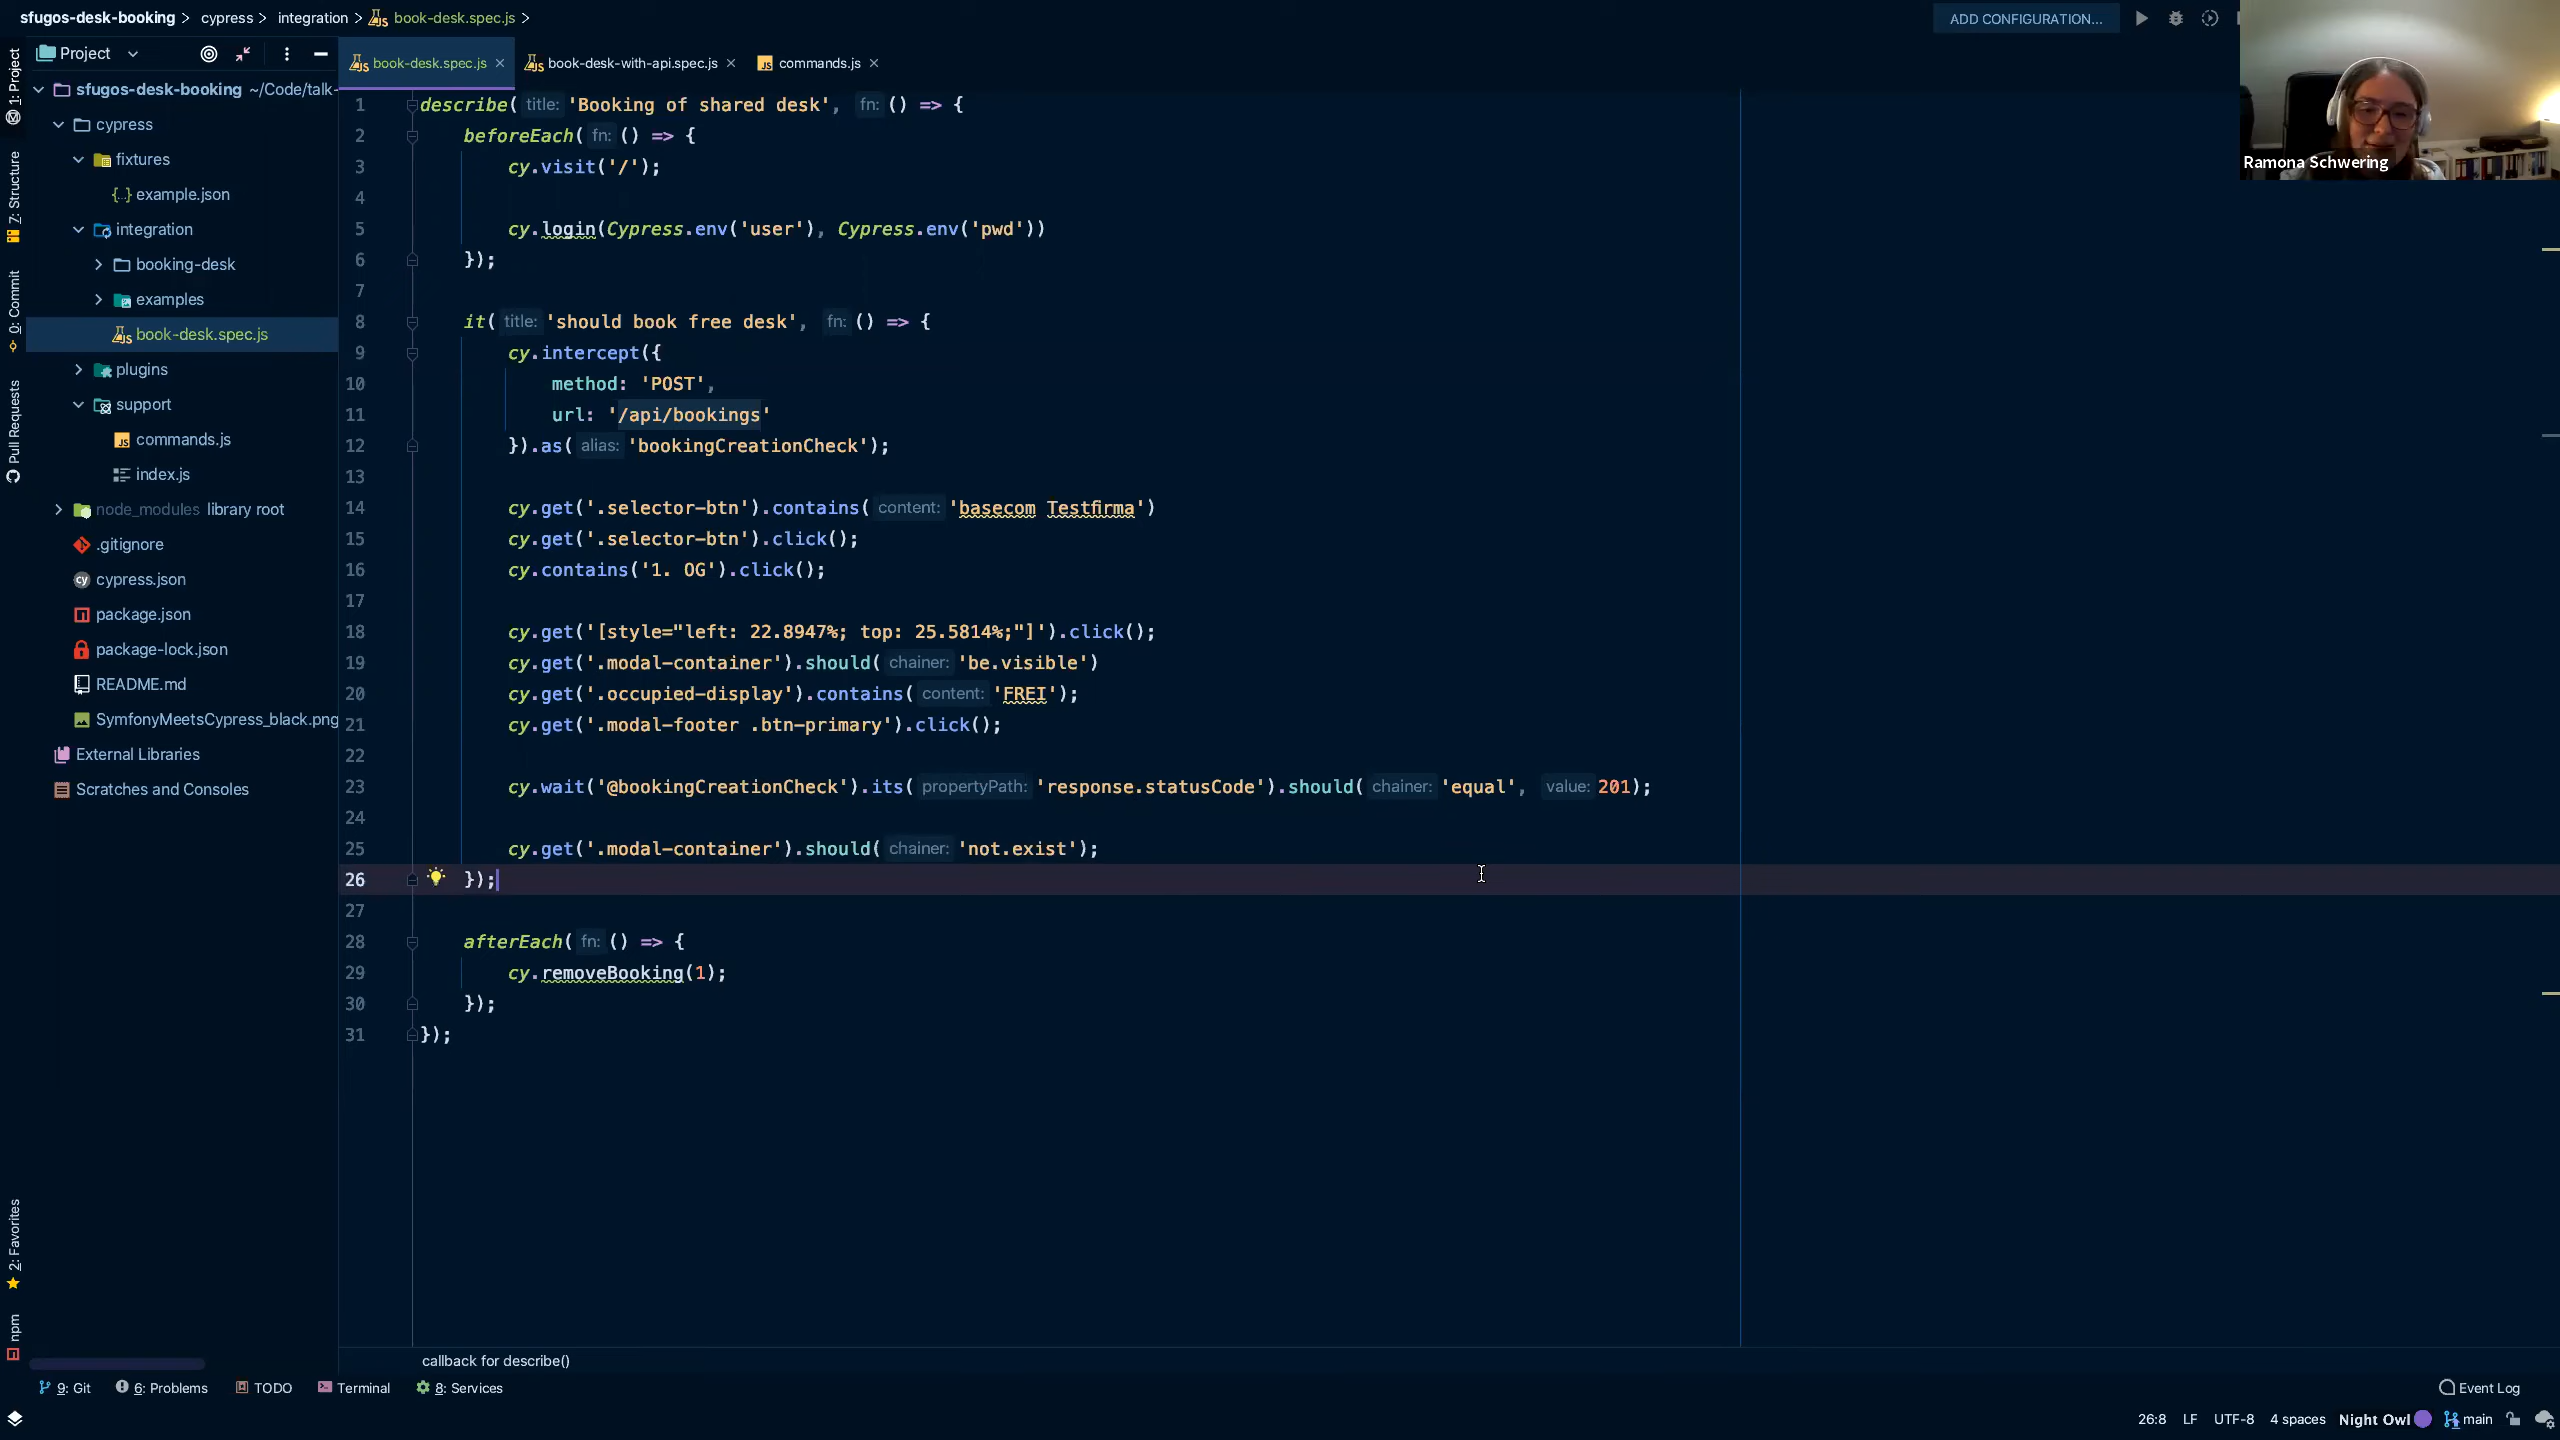 sfugos-desk-booking > cypress > integration > book-desk.spec.js >
ADD CONFIGURATION...
Ramona Schwering
Project
book-desk.spec.js ×
book-desk-with-api.spec.js ×
commands.js ×
1: Project
7: Structure
0: Commit
Pull Requests
2: Favorites
npm
sfugos-desk-booking ~/Code/talk-
cypress
fixtures
example.json
integration
booking-desk
examples
book-desk.spec.js
plugins
support
commands.js
index.js
node_modules library root
.gitignore
cypress.json
package.json
package-lock.json
README.md
SymfonyMeetsCypress_black.png
External Libraries
Scratches and Consoles
1 describe( title: 'Booking of shared desk', fn: () => {
2 beforeEach( fn: () => {
3 cy.visit('/');
4
5 cy.login(Cypress.env('user'), Cypress.env('pwd'))
6 });
7
8 it( title: 'should book free desk', fn: () => {
9 cy.intercept({
10 method: 'POST',
11 url: '/api/bookings'
12 }).as( alias: 'bookingCreationCheck');
13
14 cy.get('.selector-btn').contains( content: 'basecom Testfirma')
15 cy.get('.selector-btn').click();
16 cy.contains('1. OG').click();
17
18 cy.get('[style="left: 22.8947%; top: 25.5814%;"]').click();
19 cy.get('.modal-container').should( chainer: 'be.visible')
20 cy.get('.occupied-display').contains( content: 'FREI');
21 cy.get('.modal-footer .btn-primary').click();
22
23 cy.wait('@bookingCreationCheck').its( propertyPath: 'response.statusCode').should( chainer: 'equal', value: 201);
24
25 cy.get('.modal-container').should( chainer: 'not.exist');
26 });
27
28 afterEach( fn: () => {
29 cy.removeBooking(1);
30 });
31 });
callback for describe()
9: Git
6: Problems
TODO
Terminal
8: Services
Event Log
26:8 LF UTF-8 4 spaces Night Owl main